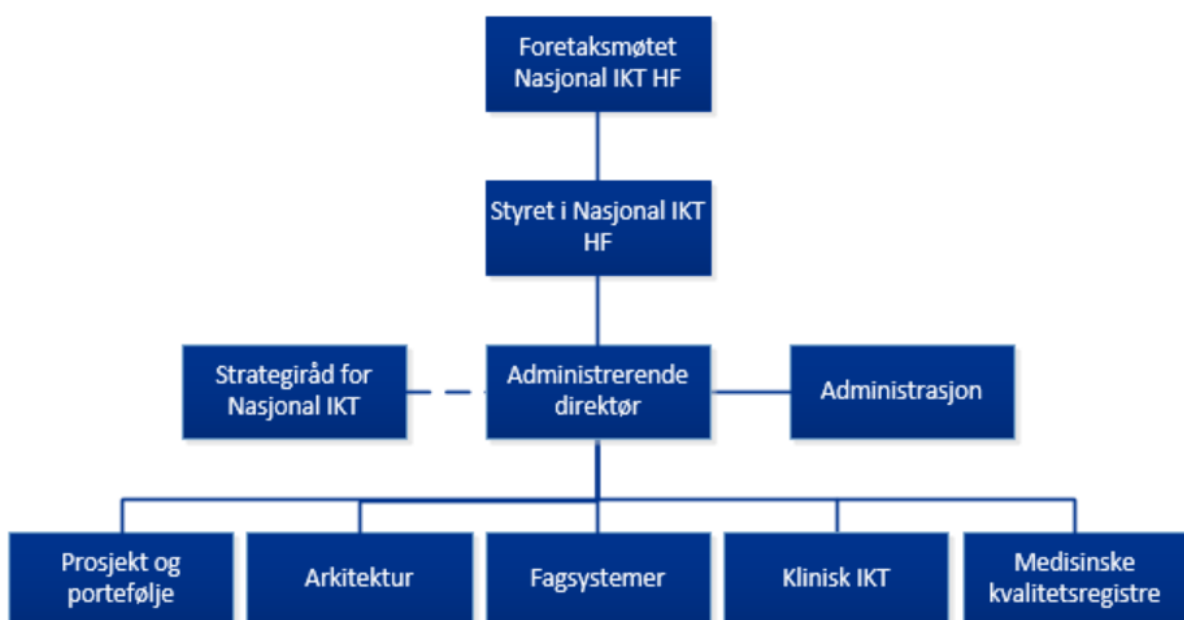 Foretaksmøtet
Nasjonal IKT HF
Styret i Nasjonal IKT
HF
Strategiråd for
Nasjonal IKT
Administrerende
direktør
Administrasjon
Prosjekt og
portefølje
Arkitektur
Fagsystemer
Klinisk IKT
Medisinske
kvalitetsregistre